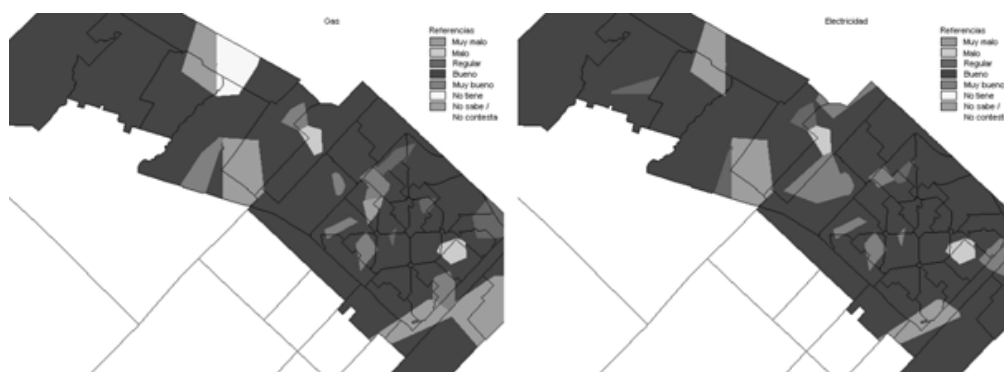 Gas
Referencias
Muy malo
Malo
Regular
Bueno
Muy bueno
No tiene
No sabe /
No contesta
Electricidad
Referencias
Muy malo
Malo
Regular
Bueno
Muy bueno
No tiene
No sabe /
No contesta